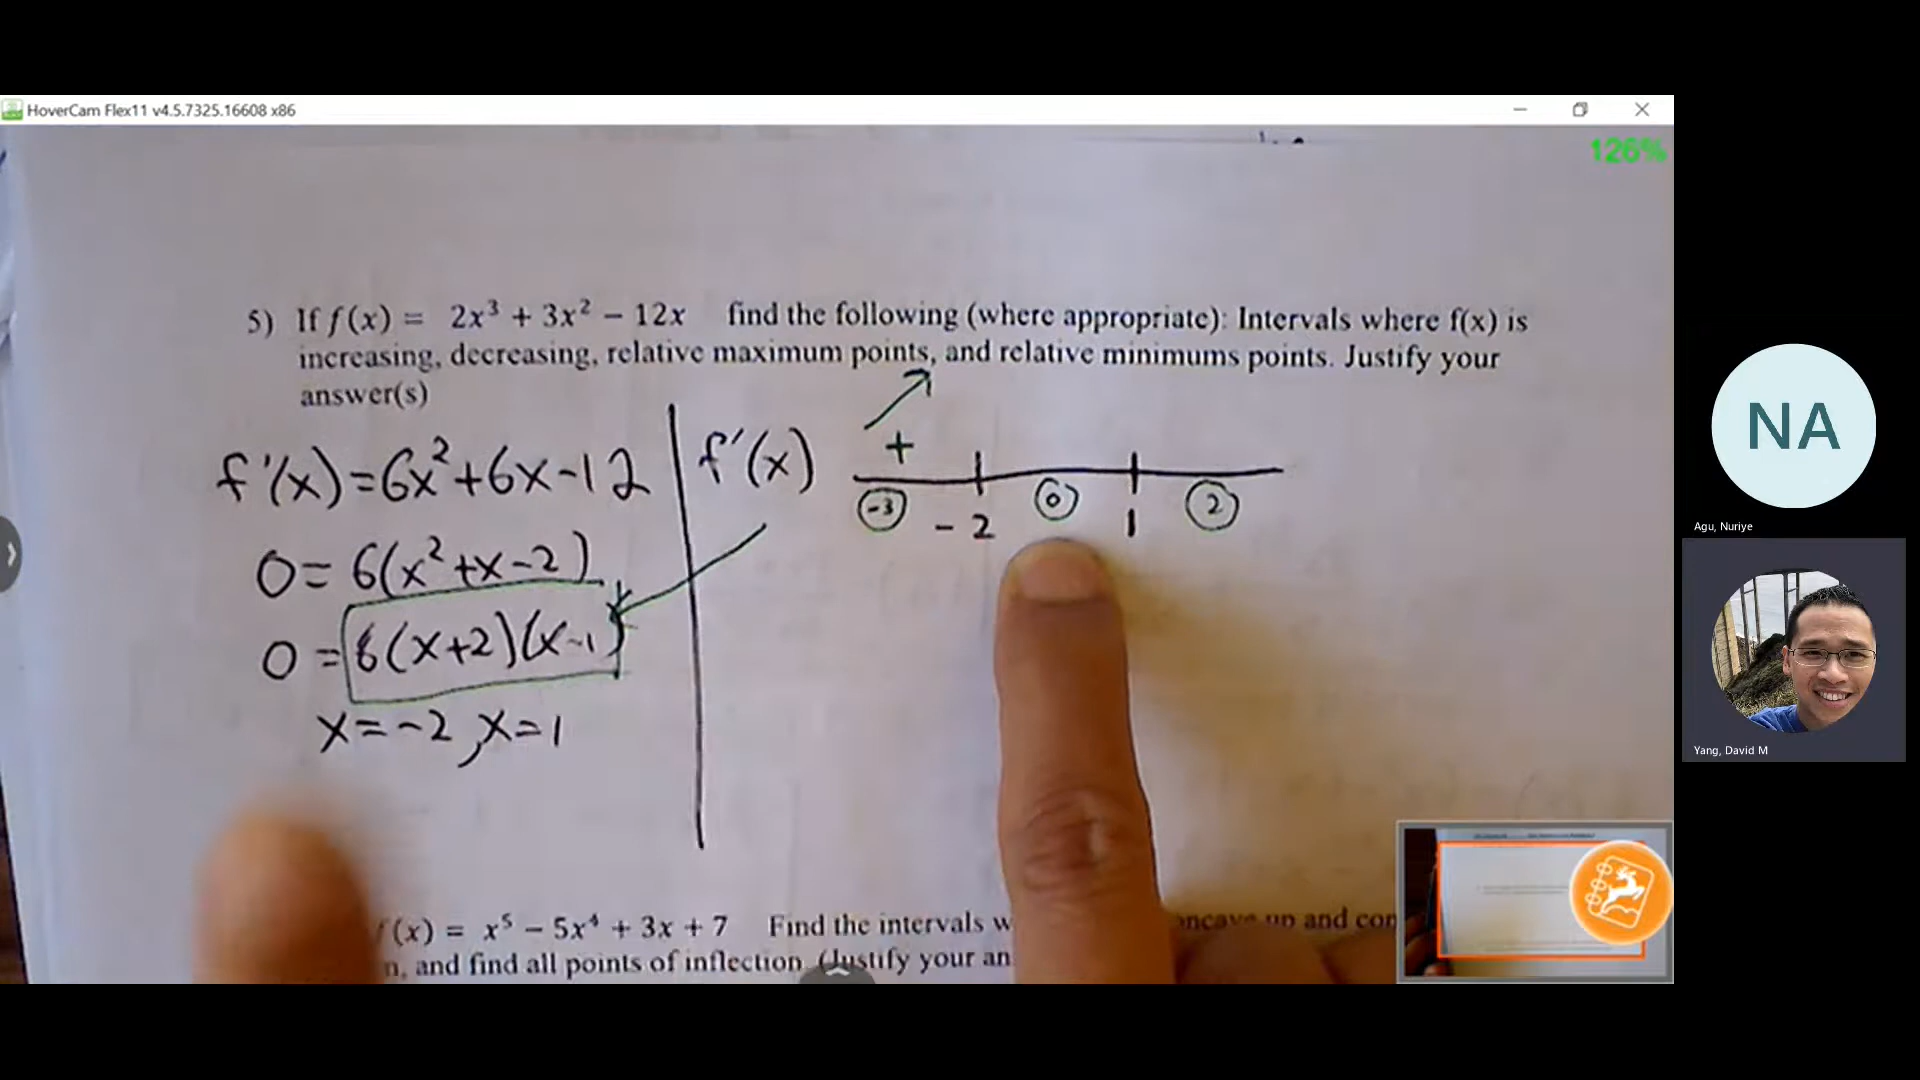 HoverCam Flex11 v4.5.7325.16608 x86
126%
5) If f(x) = 2x³ + 3x² − 12x find the following (where appropriate): Intervals where f(x) is
increasing, decreasing, relative maximum points, and relative minimums points. Justify your
answer(s)
f'(x)=6x²+6x-12
0= 6(x²+x-2)
0 = 6(x+2)(x-1)
x=-2, x=1
f'(x)
+
-3 0 2
-2 1
(x) = x⁵ − 5x⁴ + 3x + 7 Find the intervals
and find all points of inflection. (Justify your an
NA
Agu, Nuriye
Yang, David M